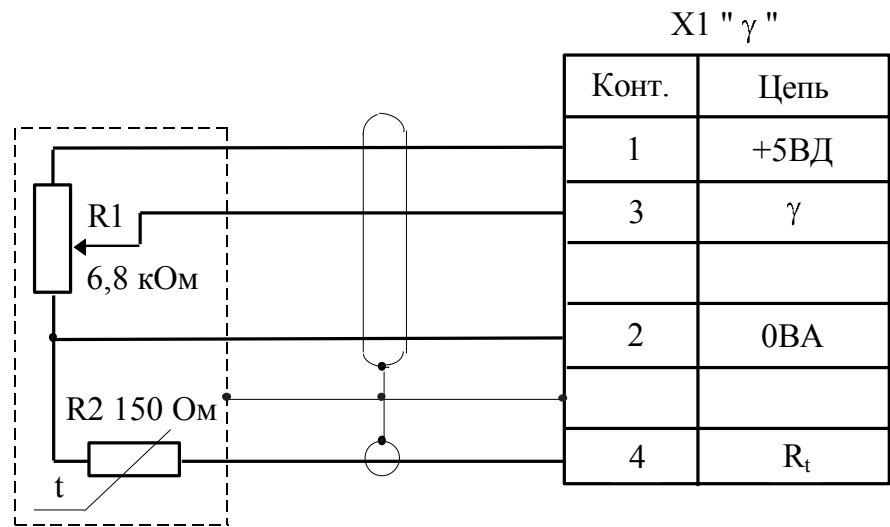 X1 " γ "
Конт. Цепь
1 +5ВД
R1
3 γ
6,8 кОм
2 0ВА
R2 150 Ом
t
4 Rt